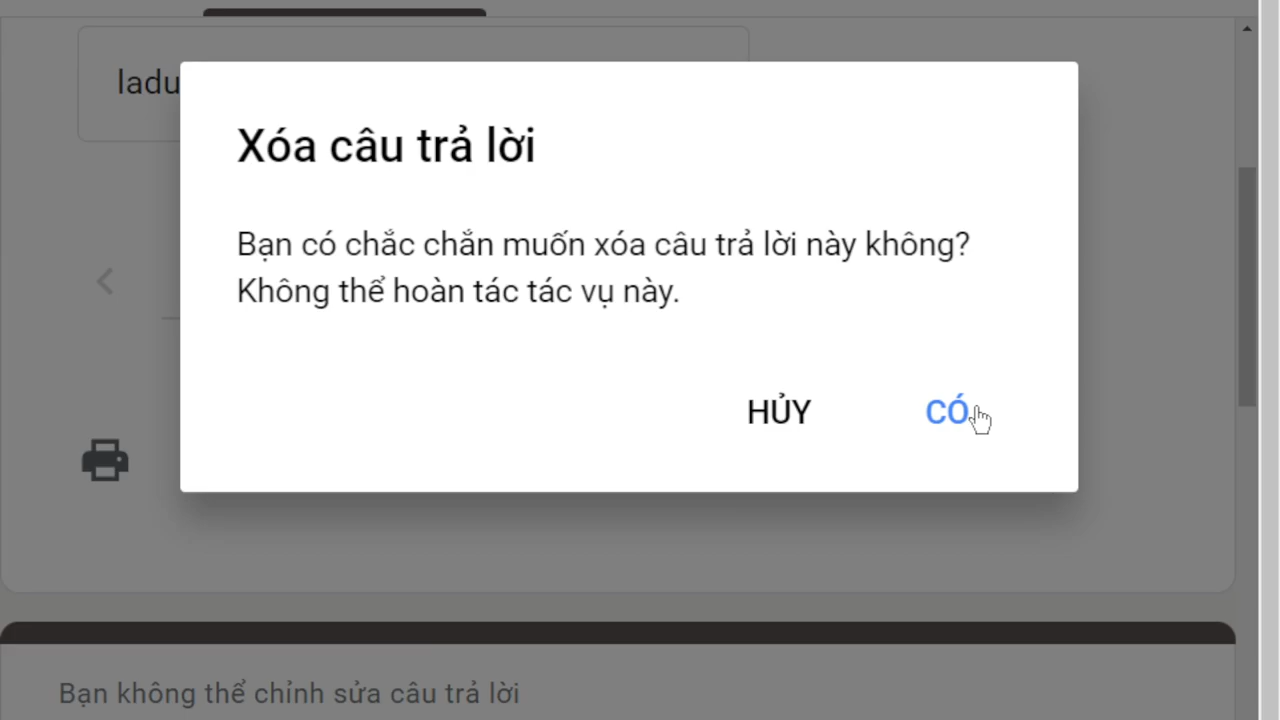 ladu
Xóa câu trả lời
Bạn có chắc chắn muốn xóa câu trả lời này không?
Không thể hoàn tác tác vụ này.
HỦY CÓ
Bạn không thể chỉnh sửa câu trả lời